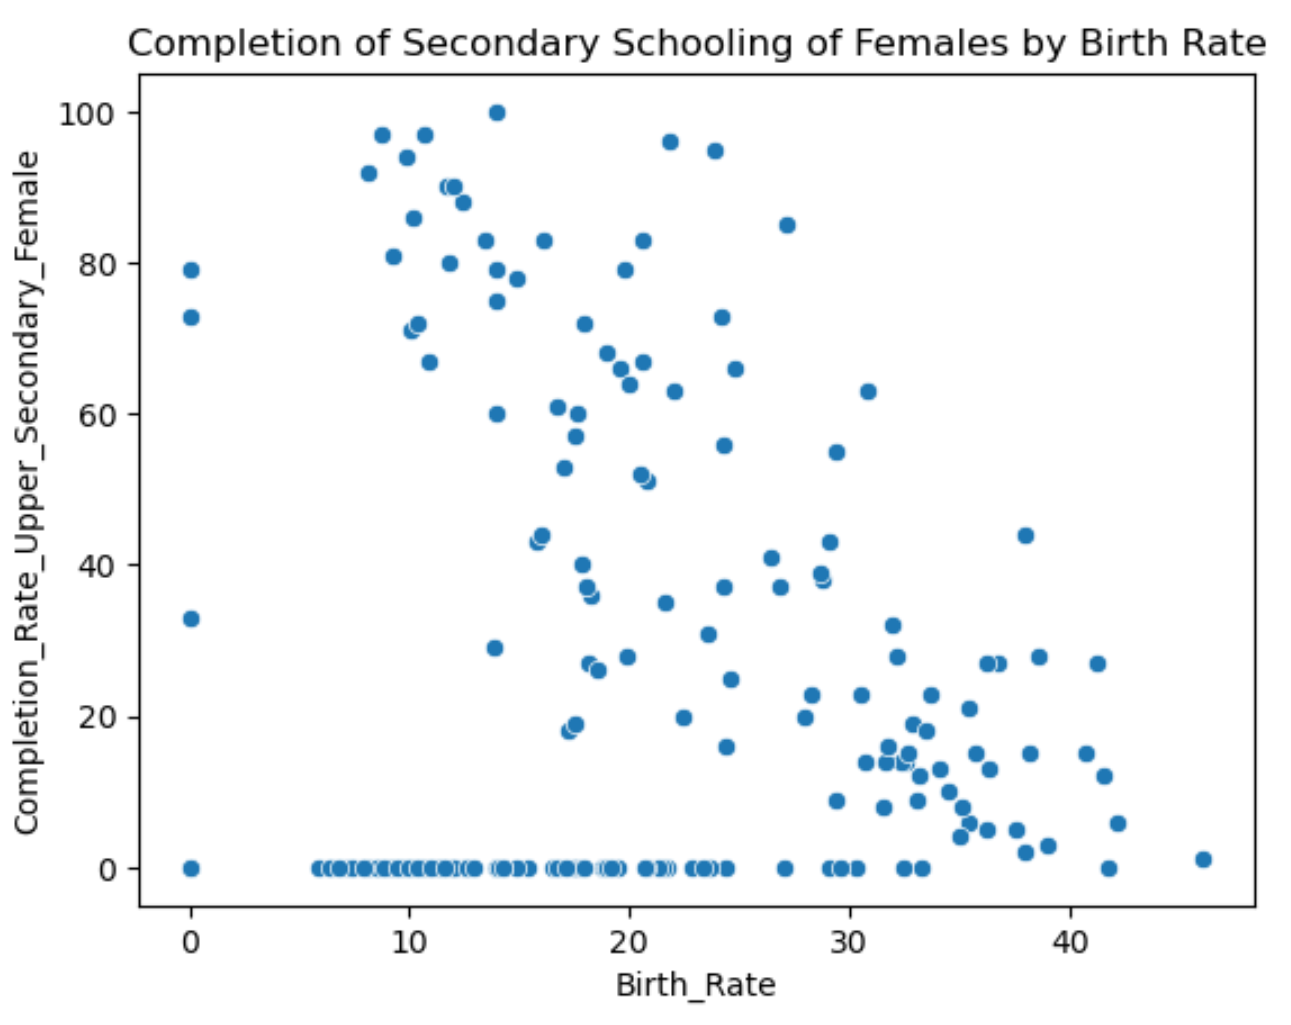 Completion of Secondary Schooling of Females by Birth Rate
Completion_Rate_Upper_Secondary_Female
100
80
60
40
20
0
0 10 20 30 40
Birth_Rate